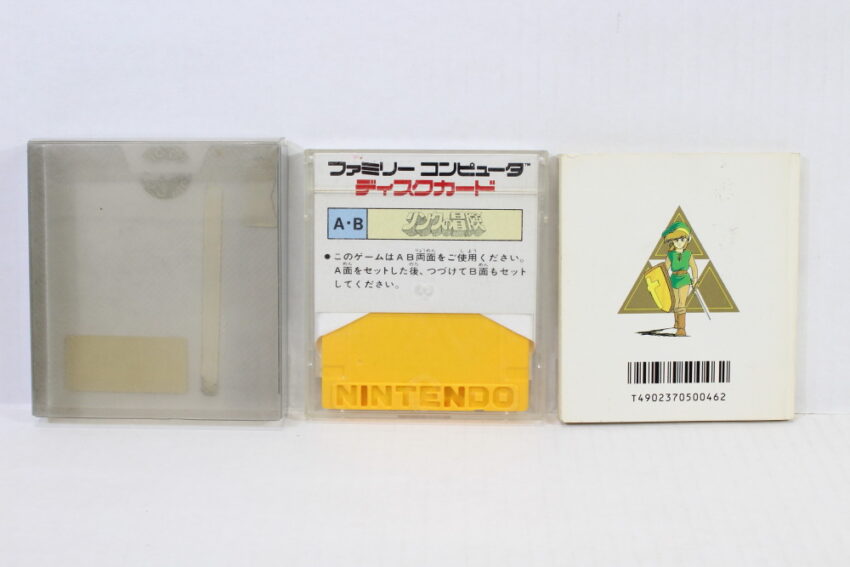 ファミリー コンピュータ™
ディスクカード
A・B リンクの冒険
●このゲームはAB両面をご使用ください。
A面をセットした後、つづけてB面もセット
してください。
NINTENDO
T4902370500462